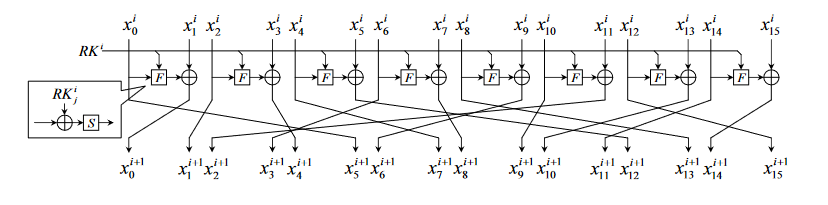 x_0^i x_1^i x_2^i x_3^i x_4^i x_5^i x_6^i x_7^i x_8^i x_9^i x_10^i x_11^i x_12^i x_13^i x_14^i x_15^i
RK^i
F F F F F F F F
RK_j^i
S
x_0^{i+1} x_1^{i+1} x_2^{i+1} x_3^{i+1} x_4^{i+1} x_5^{i+1} x_6^{i+1} x_7^{i+1} x_8^{i+1} x_9^{i+1} x_10^{i+1} x_11^{i+1} x_12^{i+1} x_13^{i+1} x_14^{i+1} x_15^{i+1}